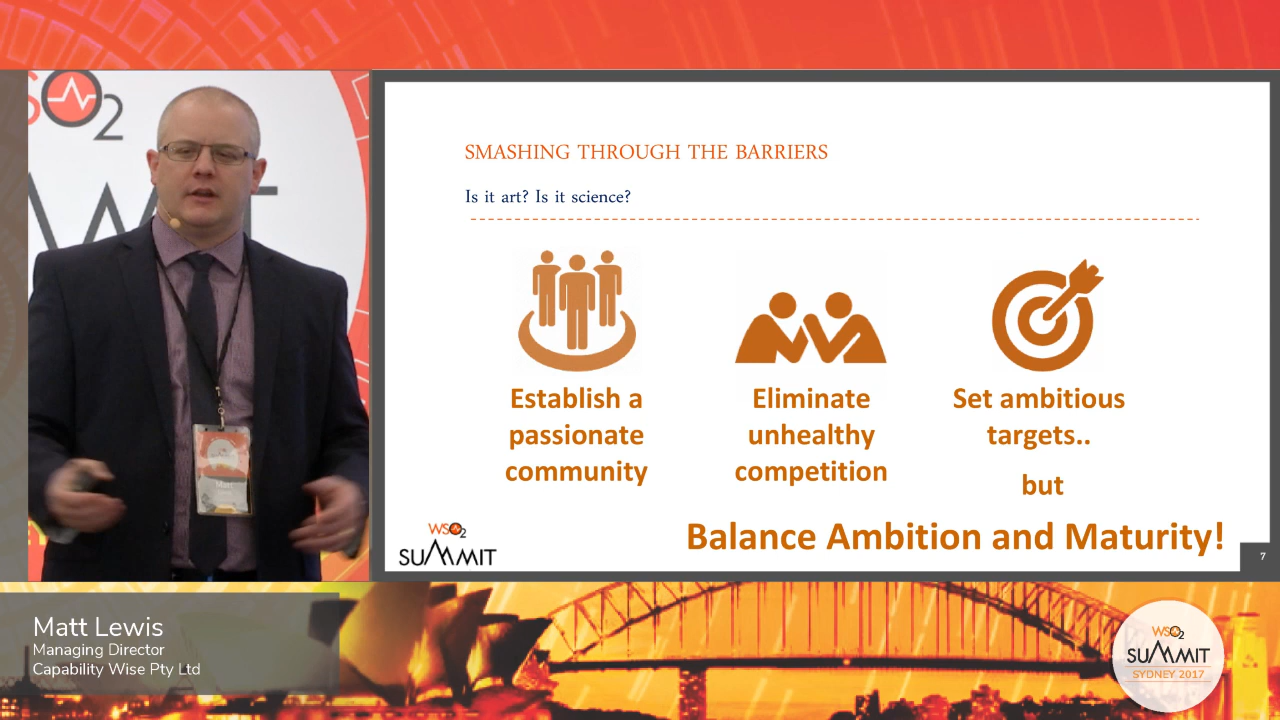 SO2
Matt
SMASHING THROUGH THE BARRIERS
Is it art? Is it science?
Establish a
passionate
community
Eliminate
unhealthy
competition
Set ambitious
targets..
but
Balance Ambition and Maturity!
WSO2
SUMMIT
7
Matt Lewis
Managing Director
Capability Wise Pty Ltd
WSO2
SUMMIT
SYDNEY 2017